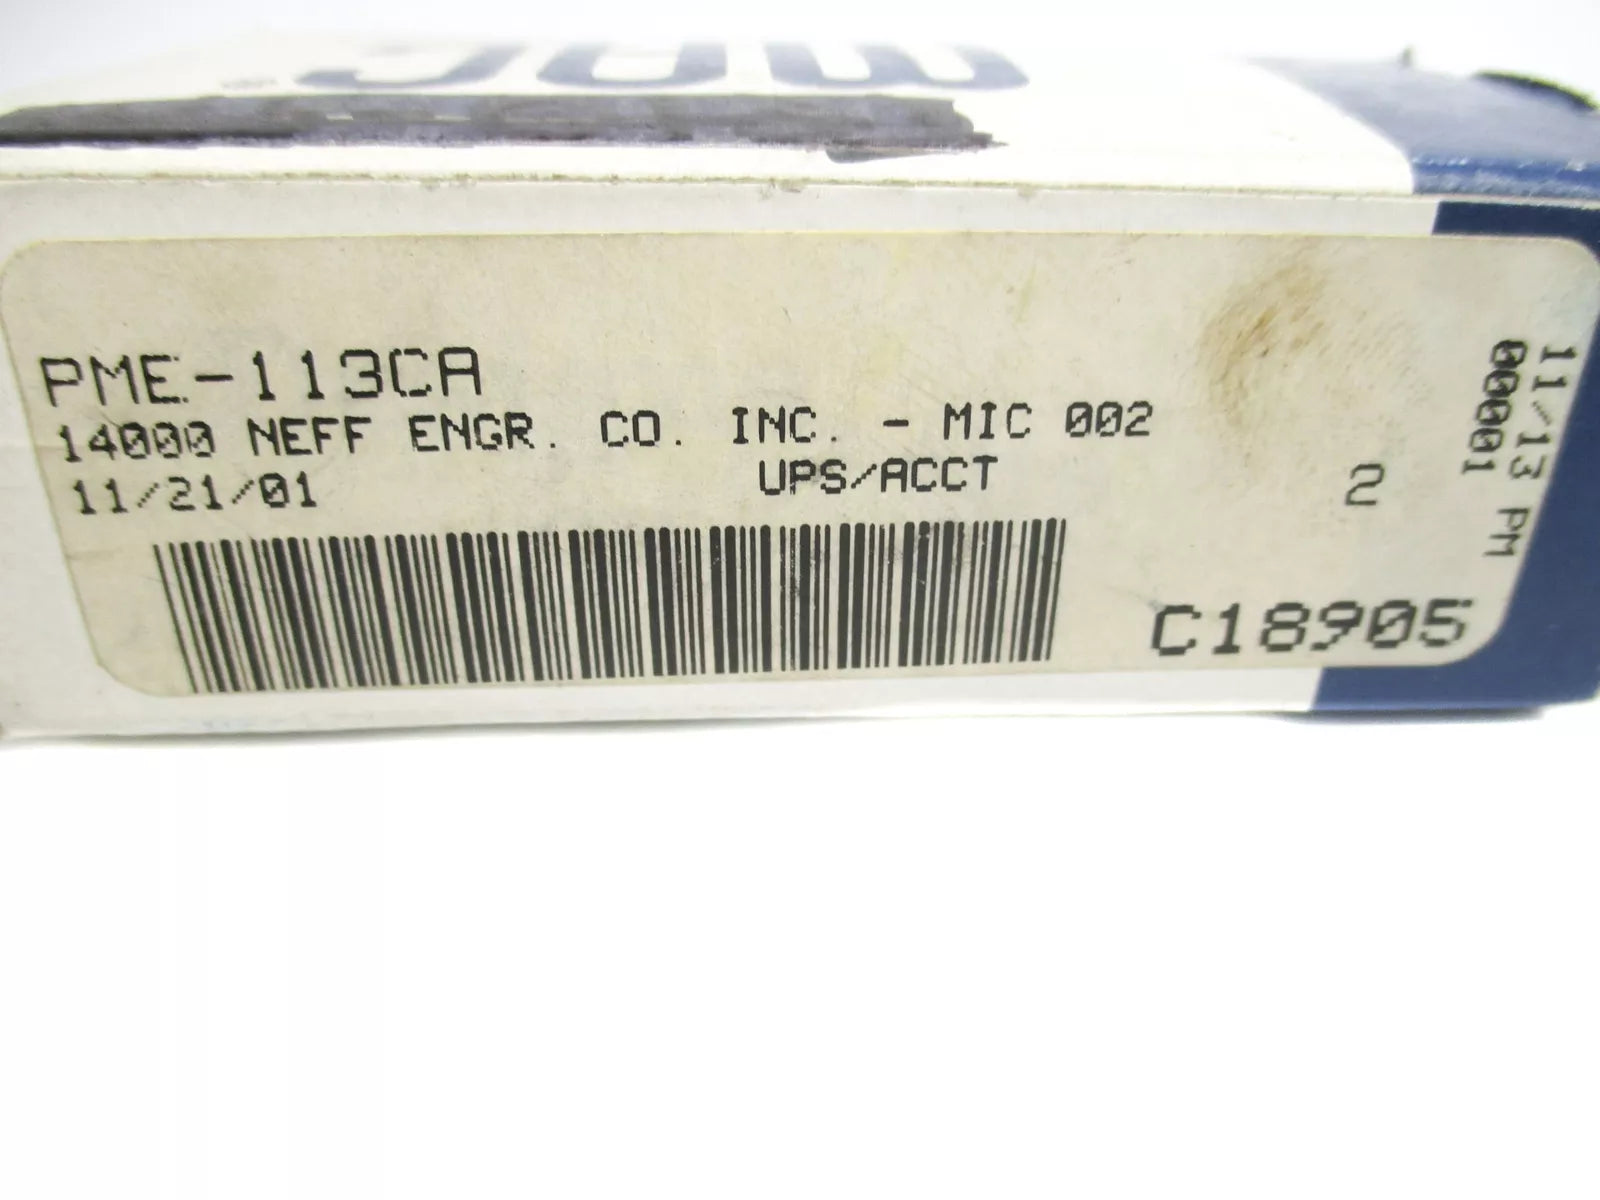 PME-113CA
14000 NEFF ENGR. CO. INC. - MIC 002
11/21/01 UPS/ACCT
2
C18905
11/13 PM
00001